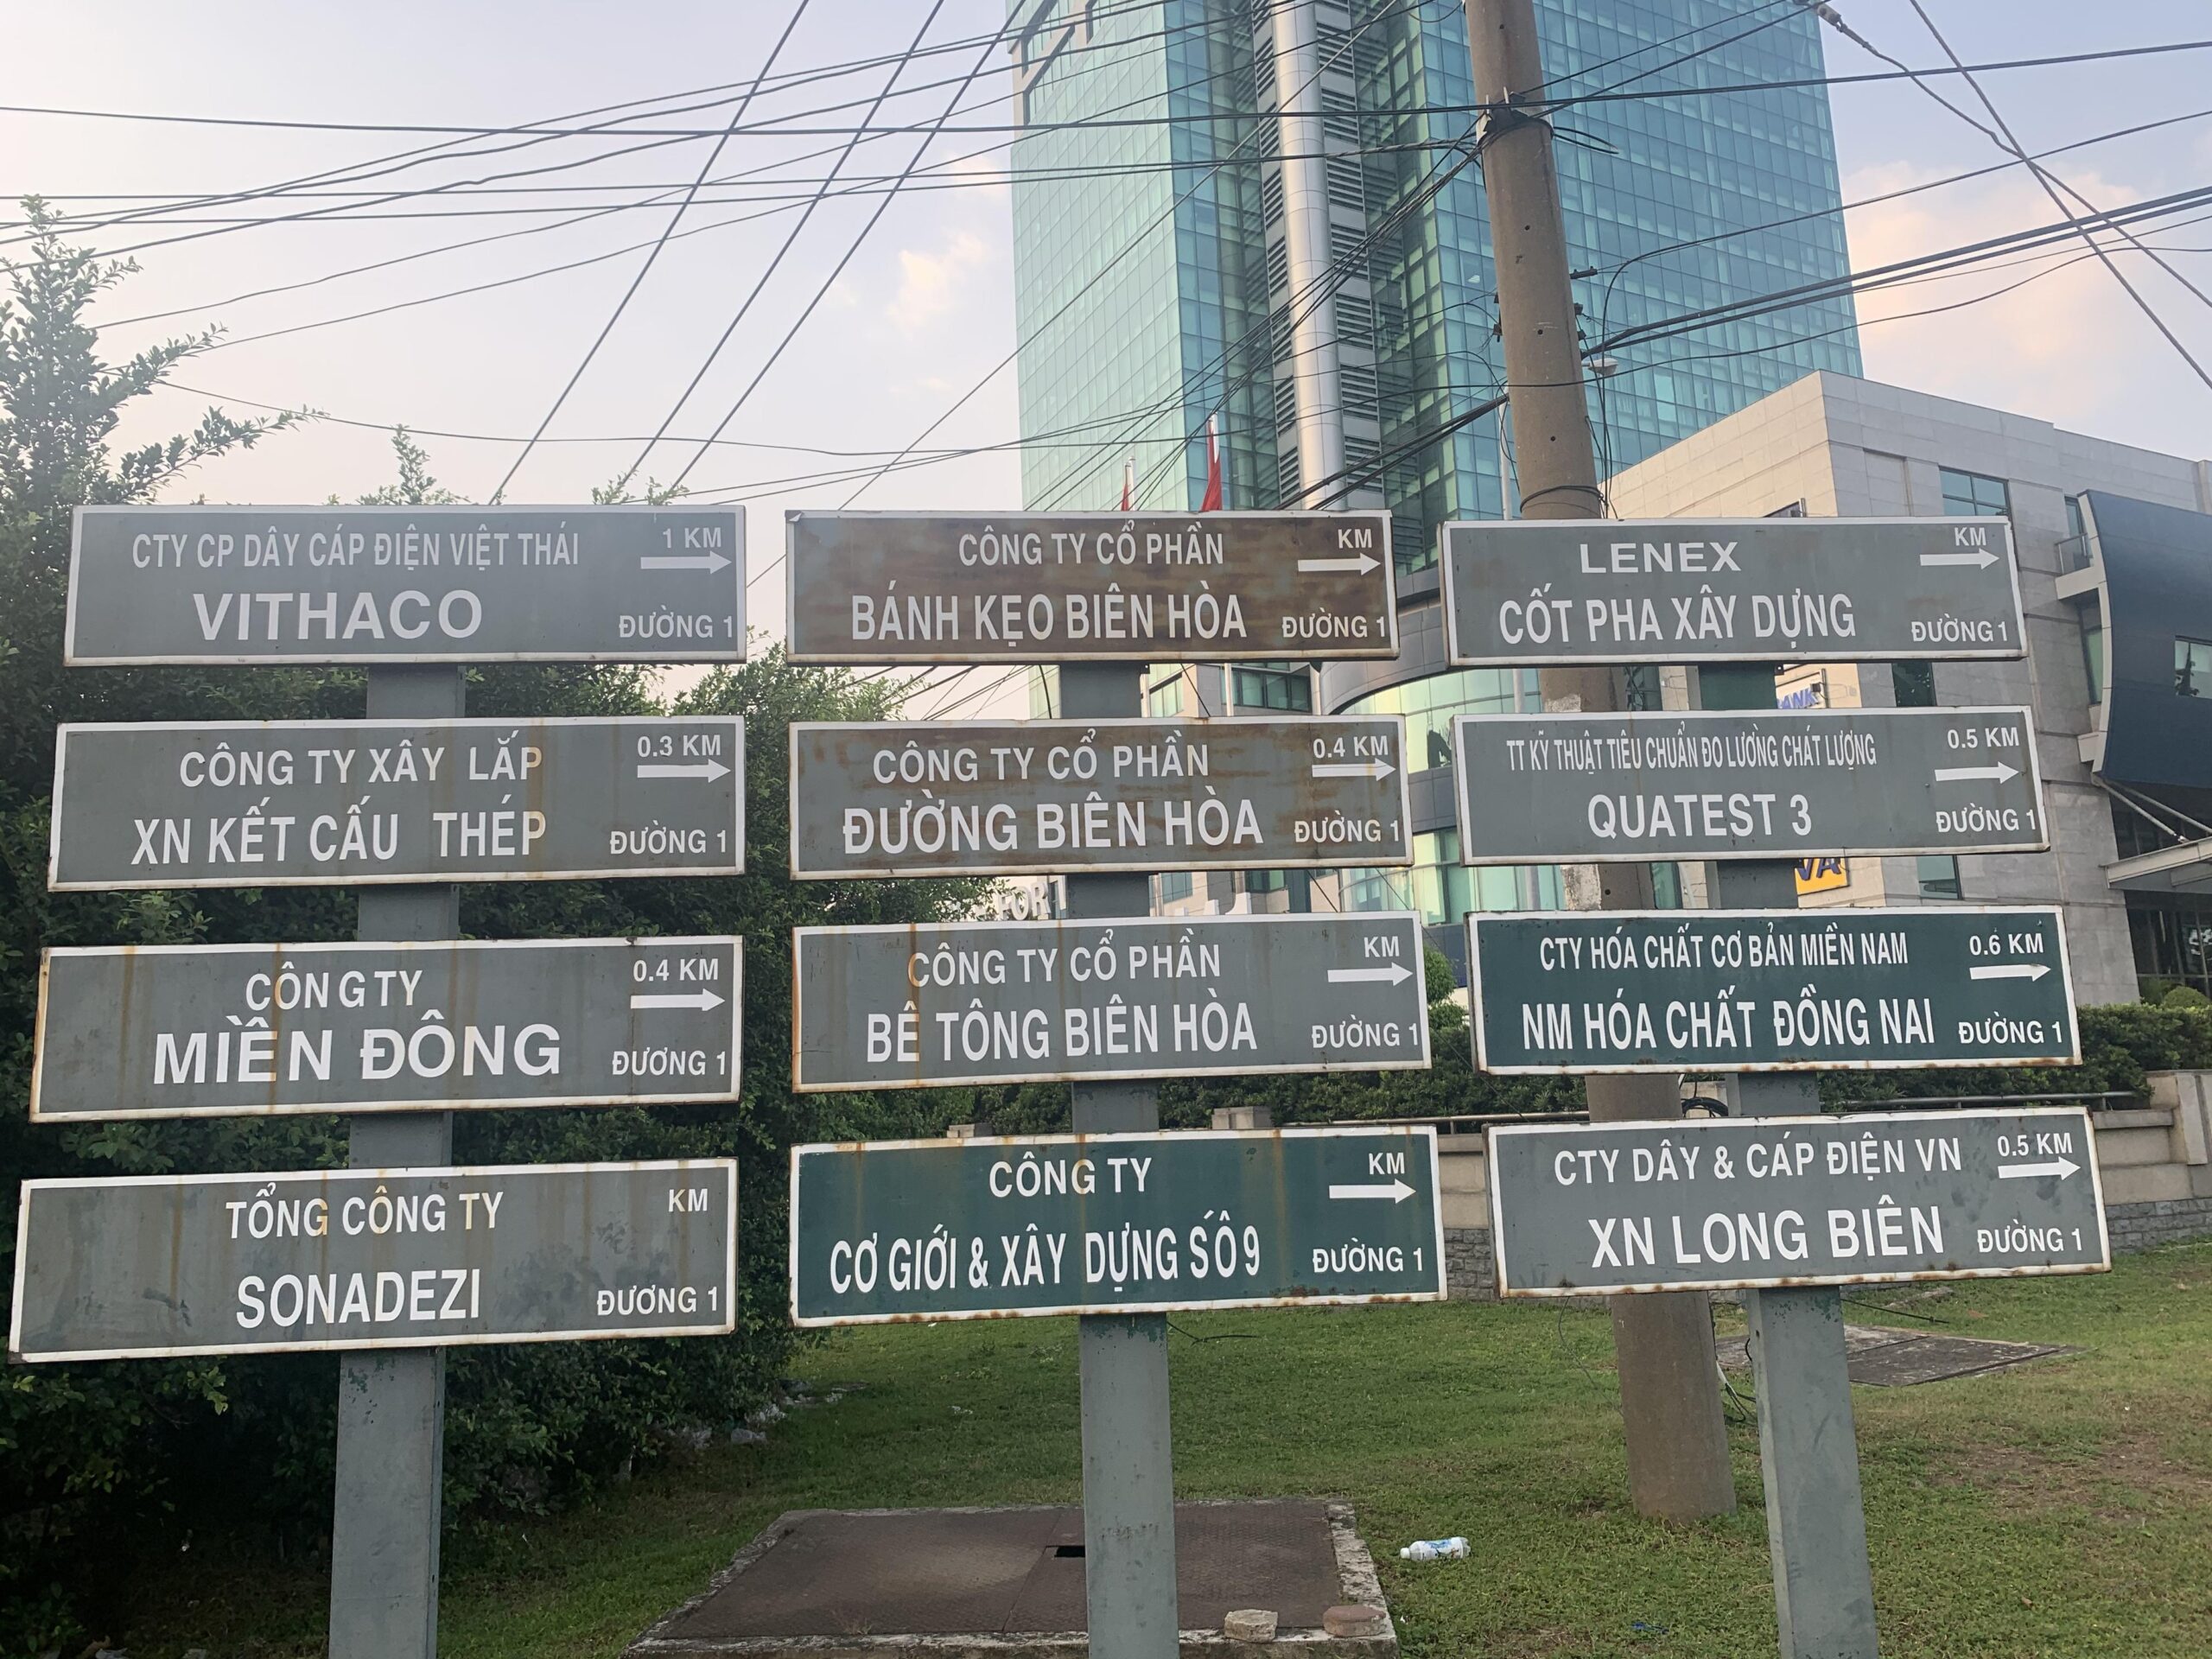 CTY CP DÂY CÁP ĐIỆN VIỆT THÁI
1 KM
VITHACO
ĐƯỜNG 1
CÔNG TY XÂY LẮP
0.3 KM
XN KẾT CẤU THÉP
ĐƯỜNG 1
CÔNG TY
0.4 KM
MIỀN ĐÔNG
ĐƯƠNG 1
TỔNG CÔNG TY
KM
SONADEZI
ĐƯƠNG 1
CÔNG TY CỔ PHẦN
KM
BÁNH KẸO BIÊN HÒA
ĐƯỜNG 1
CÔNG TY CỔ PHẦN
0.4 KM
ĐƯỜNG BIÊN HÒA
ĐƯỜNG 1
CÔNG TY CỔ PHẦN
KM
BÊ TÔNG BIÊN HÒA
ĐƯỜNG 1
CÔNG TY
KM
CƠ GIỚI & XÂY DỰNG SỐ 9
ĐƯỜNG 1
LENEX
KM
CỐT PHA XÂY DỰNG
ĐƯỜNG 1
TT KỸ THUẬT TIÊU CHUẨN ĐO LƯỜNG CHẤT LƯỢNG
0.5 KM
QUATEST 3
ĐƯỜNG 1
CTY HÓA CHẤT CƠ BẢN MIỀN NAM
0.6 KM
NM HÓA CHẤT ĐỒNG NAI
ĐƯỜNG 1
CTY DÂY & CÁP ĐIỆN VN
0.5 KM
XN LONG BIÊN
ĐƯỜNG 1